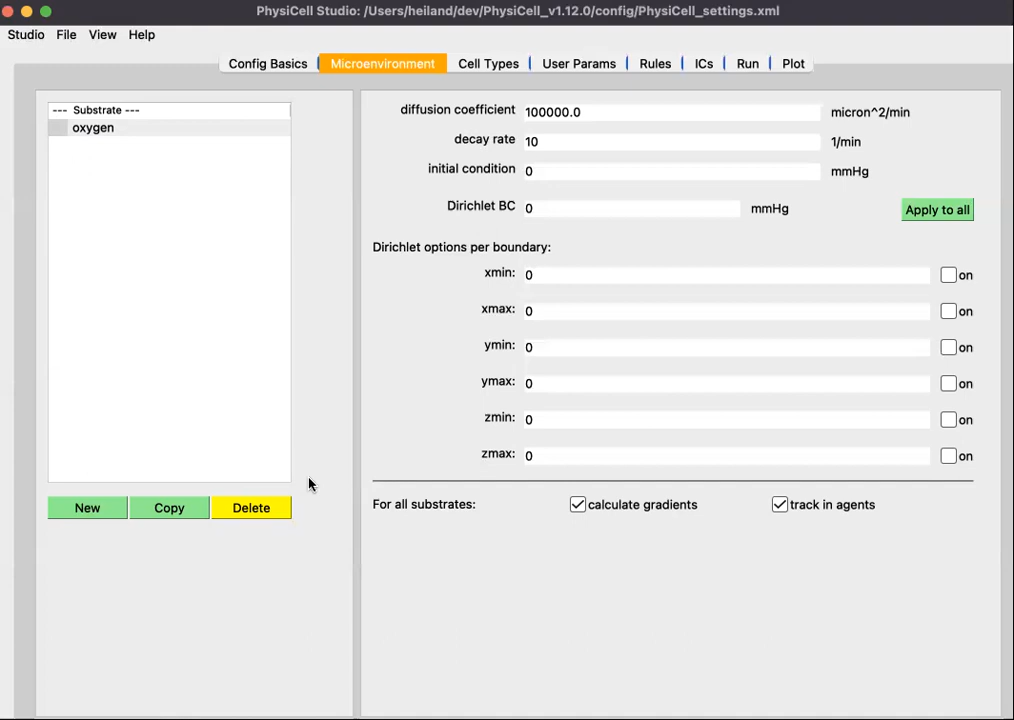 PhysiCell Studio: /Users/heiland/dev/PhysiCell_v1.12.0/config/PhysiCell_settings.xml
Studio File View Help
Config Basics Microenvironment Cell Types User Params Rules ICs Run Plot
--- Substrate ---
oxygen
New Copy Delete
diffusion coefficient 100000.0 micron^2/min
decay rate 10 1/min
initial condition 0 mmHg
Dirichlet BC 0 mmHg Apply to all
Dirichlet options per boundary:
xmin: 0 on
xmax: 0 on
ymin: 0 on
ymax: 0 on
zmin: 0 on
zmax: 0 on
For all substrates: calculate gradients track in agents